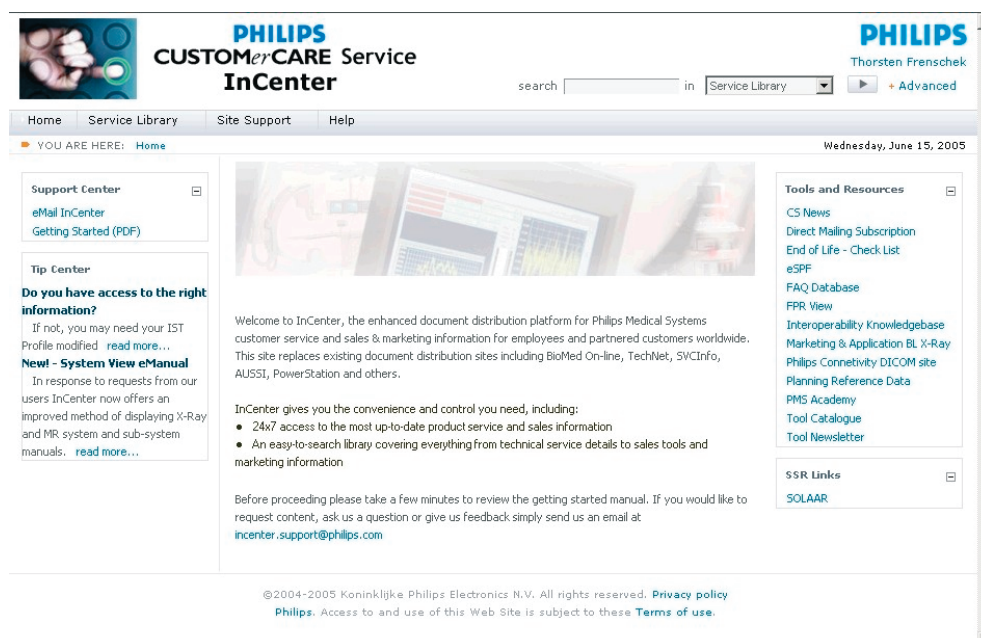 PHILIPS
CUSTOMerCARE Service
InCenter
PHILIPS
Thorsten Frenschek
search in Service Library + Advanced
Home Service Library Site Support Help
YOU ARE HERE: Home
Wednesday, June 15, 2005
Support Center
eMail InCenter
Getting Started (PDF)
Tip Center
Do you have access to the right
information?
If not, you may need your IST
Profile modified read more...
New! - System View eManual
In response to requests from our
users InCenter now offers an
improved method of displaying X-Ray
and MR system and sub-system
manuals. read more...
Welcome to InCenter, the enhanced document distribution platform for Philips Medical Systems
customer service and sales & marketing information for employees and partnered customers worldwide.
This site replaces existing document distribution sites including BioMed On-line, TechNet, SVCInfo,
AUSSI, PowerStation and others.
InCenter gives you the convenience and control you need, including:
● 24x7 access to the most up-to-date product service and sales information
● An easy-to-search library covering everything from technical service details to sales tools and
marketing information
Before proceeding please take a few minutes to review the getting started manual. If you would like to
request content, ask us a question or give us feedback simply send us an email at
incenter.support@philips.com
Tools and Resources
CS News
Direct Mailing Subscription
End of Life - Check List
eSPF
FAQ Database
FPR View
Interoperability Knowledgebase
Marketing & Application BL X-Ray
Philips Connetivity DICOM site
Planning Reference Data
PMS Academy
Tool Catalogue
Tool Newsletter
SSR Links
SOLAAR
©2004-2005 Koninklijke Philips Electronics N.V. All rights reserved. Privacy policy
Philips. Access to and use of this Web Site is subject to these Terms of use.